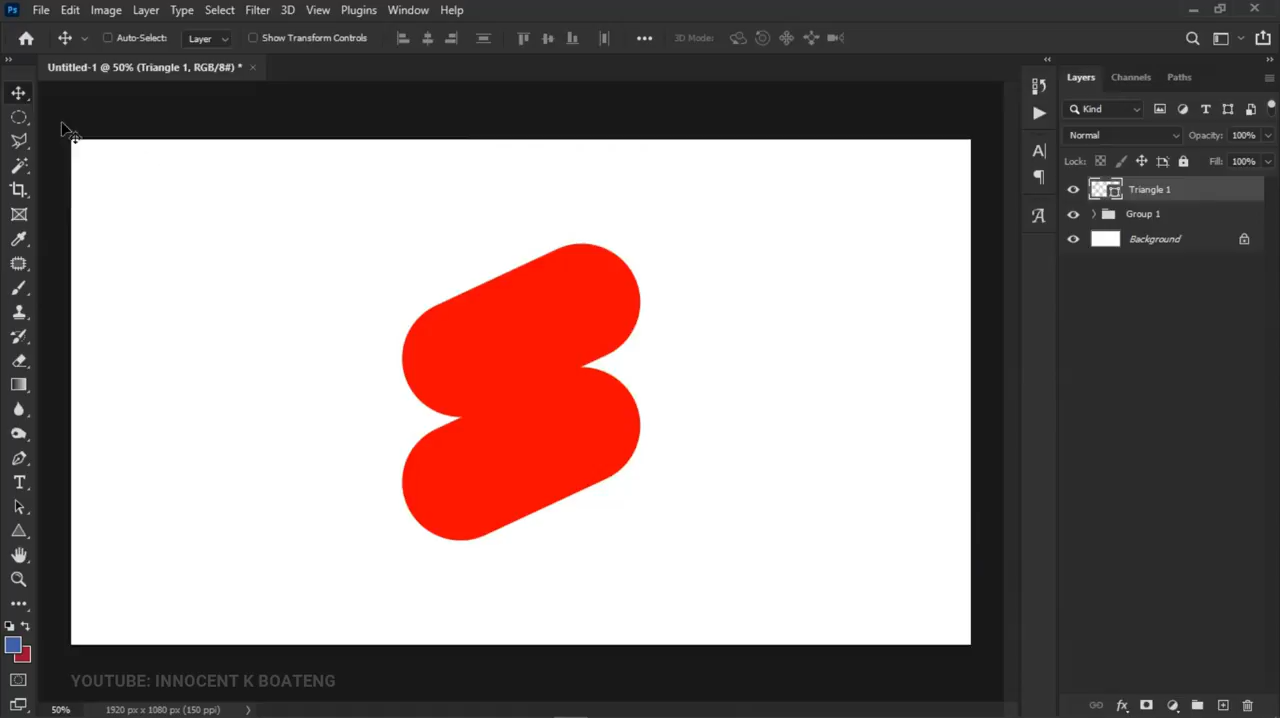 Ps File Edit Image Layer Type Select Filter 3D View Plugins Window Help
Auto-Select: Layer Show Transform Controls 3D Mode:
Untitled-1 @ 50% (Triangle 1, RGB/8#) *
Layers Channels Paths
Kind
Normal Opacity: 100%
Lock: Fill: 100%
Triangle 1
Group 1
Background
YOUTUBE: INNOCENT K BOATENG
50% 1920 px x 1080 px (150 ppi)